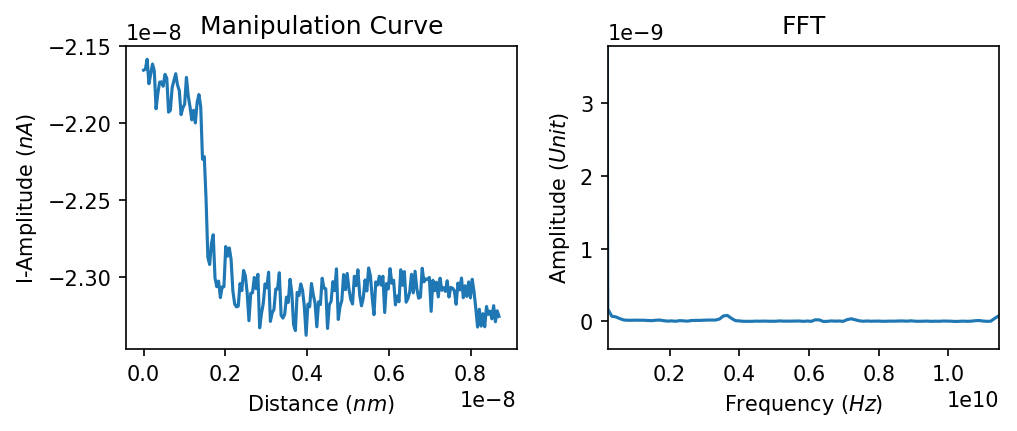 Manipulation Curve
1e−8
−2.15
−2.20
−2.25
−2.30
I-Amplitude (nA)
0.0 0.2 0.4 0.6 0.8
Distance (nm)
1e−8
FFT
1e−9
3
2
1
0
Amplitude (Unit)
0.2 0.4 0.6 0.8 1.0
Frequency (Hz)
1e10